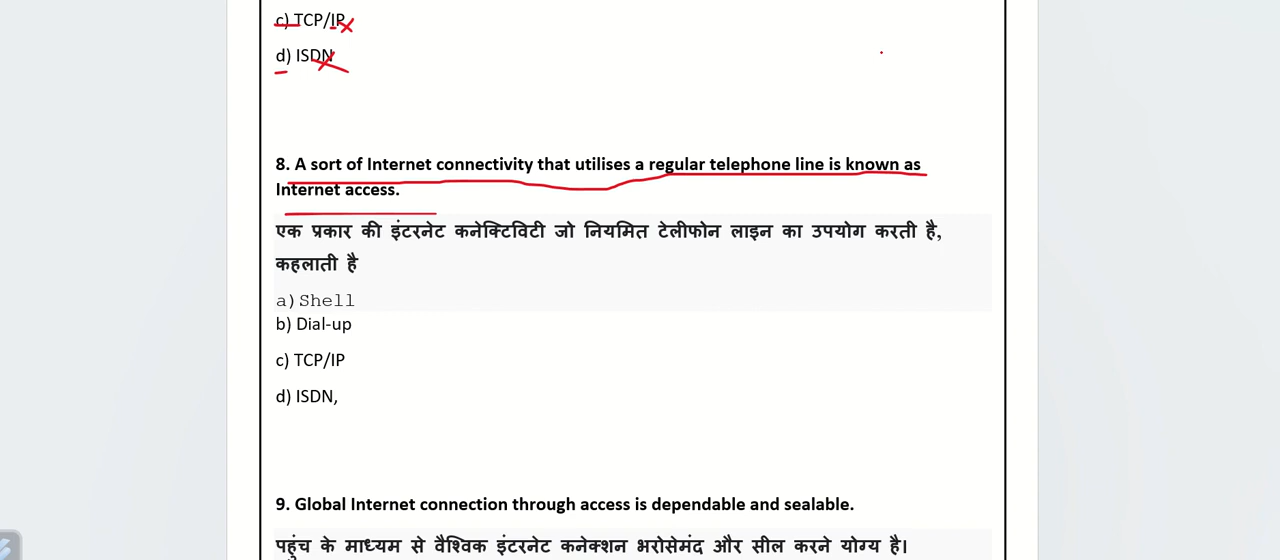 c) TCP/IP
d) ISDN
8. A sort of Internet connectivity that utilises a regular telephone line is known as
Internet access.
एक प्रकार की इंटरनेट कनेक्टिविटी जो नियमित टेलीफोन लाइन का उपयोग करती है,
कहलाती है
a) Shell
b) Dial-up
c) TCP/IP
d) ISDN,
9. Global Internet connection through access is dependable and sealable.
पहुंच के माध्यम से वैश्विक इंटरनेट कनेक्शन भरोसेमंद और सील करने योग्य है।